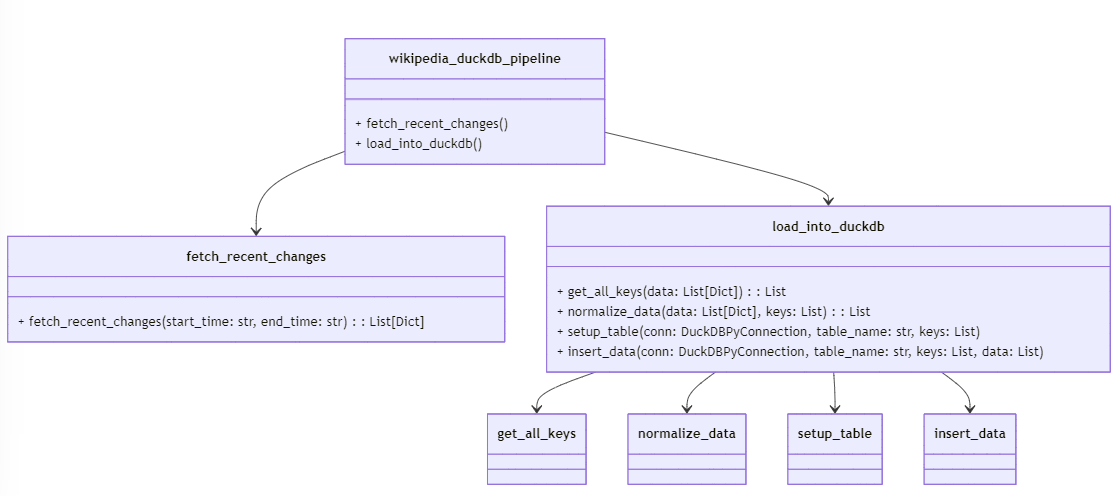 wikipedia_duckdb_pipeline
+ fetch_recent_changes()
+ load_into_duckdb()
fetch_recent_changes
+ fetch_recent_changes(start_time: str, end_time: str) : : List[Dict]
load_into_duckdb
+ get_all_keys(data: List[Dict]) : : List
+ normalize_data(data: List[Dict], keys: List) : : List
+ setup_table(conn: DuckDBPyConnection, table_name: str, keys: List)
+ insert_data(conn: DuckDBPyConnection, table_name: str, keys: List, data: List)
get_all_keys
normalize_data
setup_table
insert_data